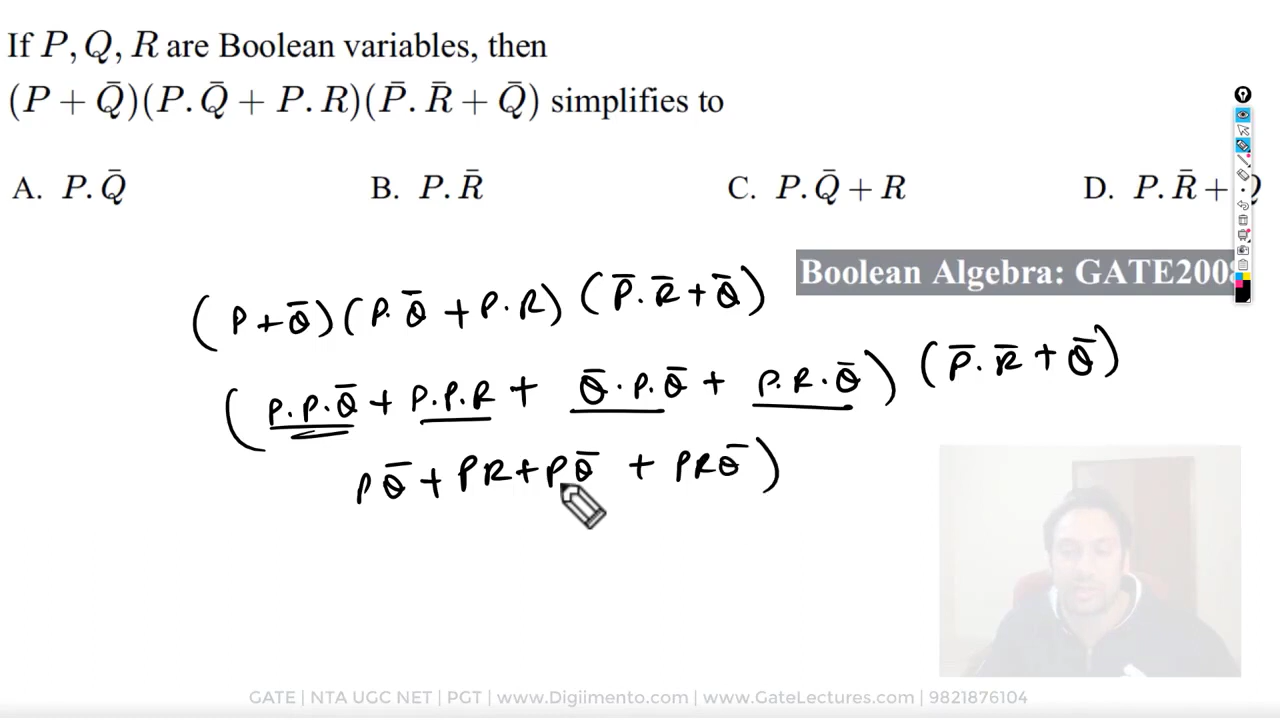 If P, Q, R are Boolean variables, then
(P + Q̄)(P.Q̄ + P.R)(P̄.R̄ + Q̄) simplifies to
A. P.Q̄ B. P.R̄ C. P.Q̄ + R D. P.R̄ + Q
Boolean Algebra: GATE2008
(P+Q̄)(P.Q̄ + P.R) (P̄.R̄+Q̄)
(P.P.Q̄ + P.P.R + Q̄.P.Q̄ + P.R.Q̄) (P̄.R̄ + Q̄)
PQ̄ + PR + PQ̄ + PRQ̄)
GATE | NTA UGC NET | PGT | www.Digiimento.com | www.GateLectures.com | 9821876104